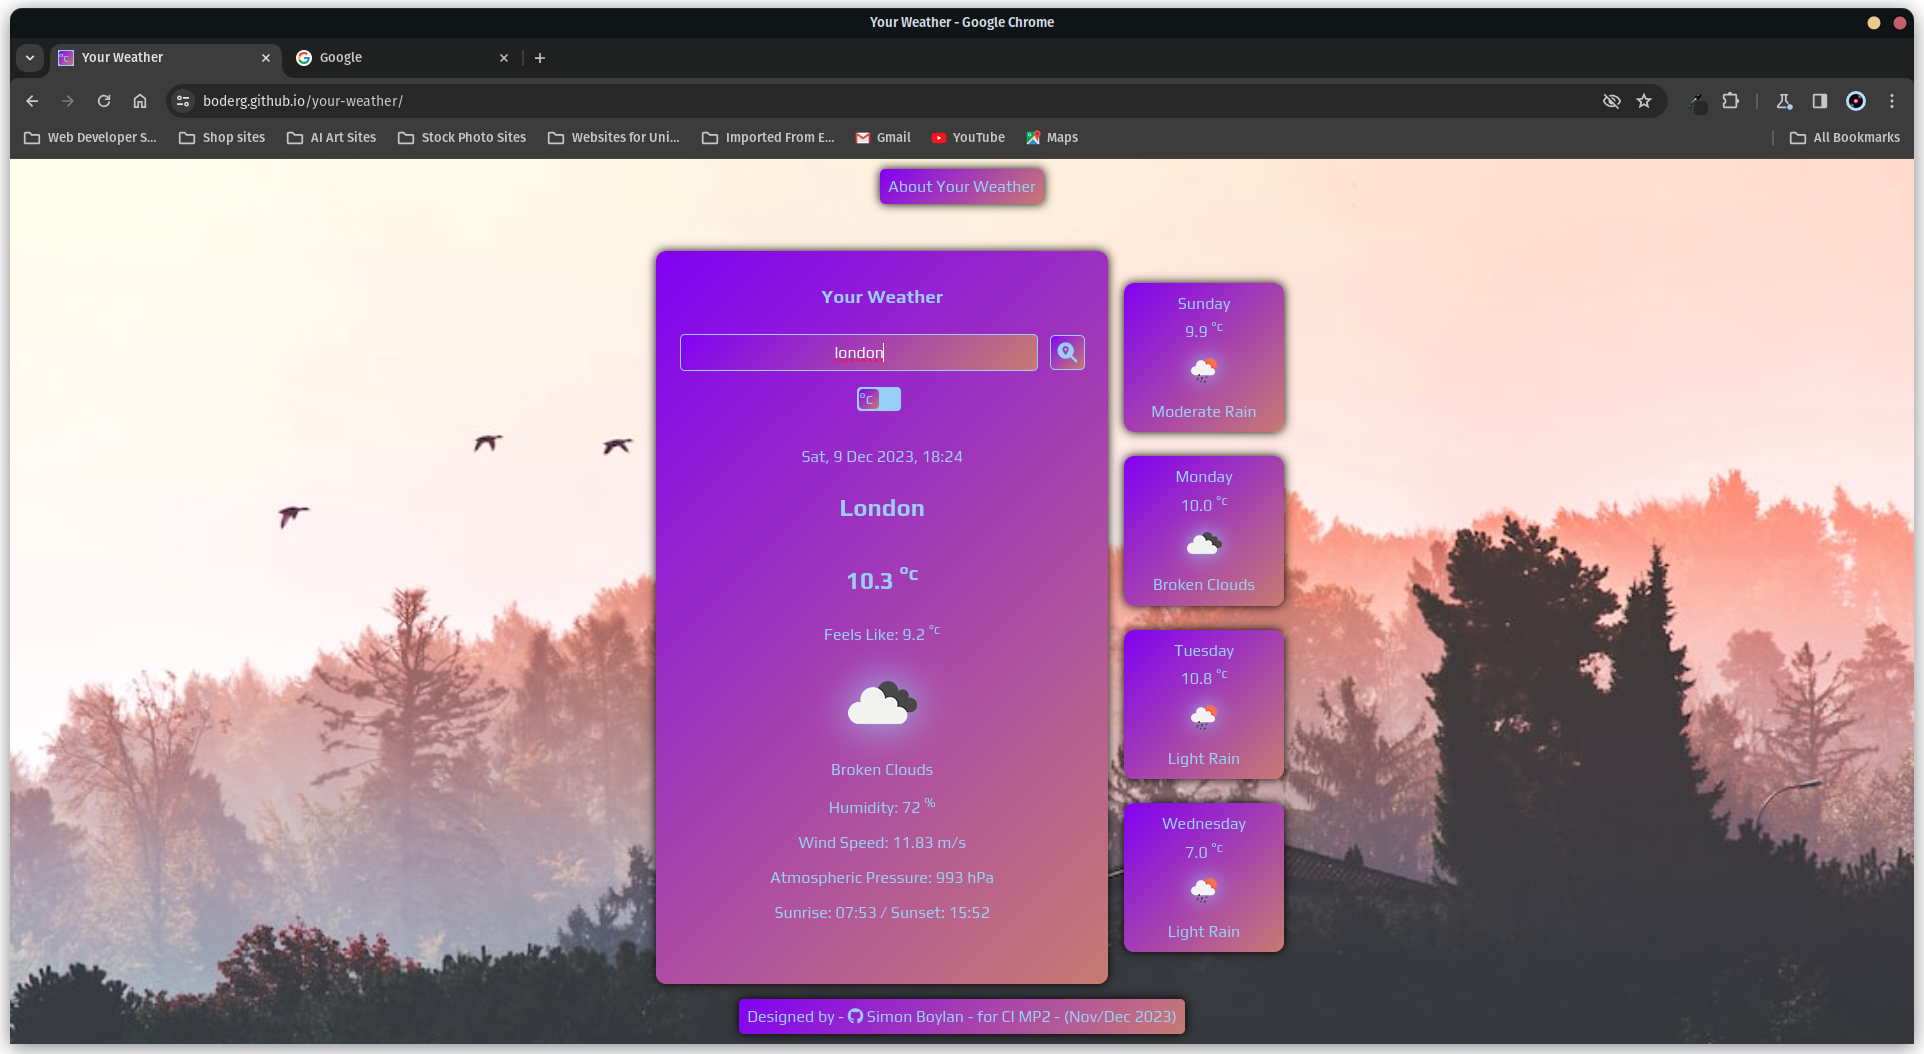 Your Weather - Google Chrome
Your Weather
Google
boderg.github.io/your-weather/
Web Developer S...
Shop sites
AI Art Sites
Stock Photo Sites
Websites for Uni...
Imported From E...
Gmail
YouTube
Maps
All Bookmarks
About Your Weather
Your Weather
london
°C
Sat, 9 Dec 2023, 18:24
London
10.3 °C
Feels Like: 9.2 °C
Broken Clouds
Humidity: 72 %
Wind Speed: 11.83 m/s
Atmospheric Pressure: 993 hPa
Sunrise: 07:53 / Sunset: 15:52
Sunday
9.9 °C
Moderate Rain
Monday
10.0 °C
Broken Clouds
Tuesday
10.8 °C
Light Rain
Wednesday
7.0 °C
Light Rain
Designed by - Simon Boylan - for CI MP2 - (Nov/Dec 2023)